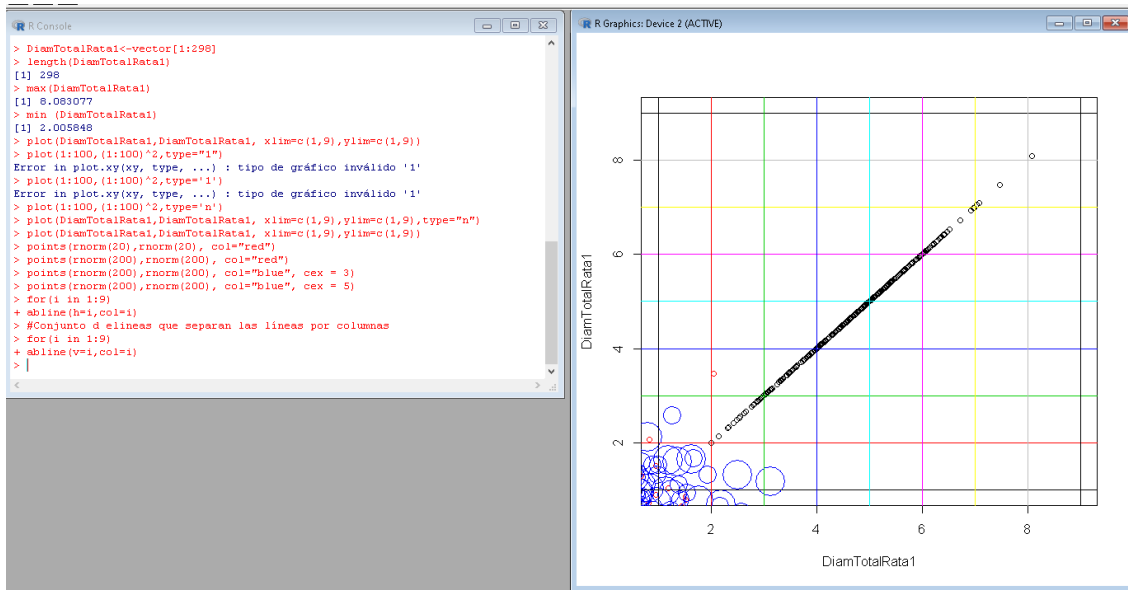 R Console
> DiamTotalRata1<-vector[1:298]
> length(DiamTotalRata1)
[1] 298
> max(DiamTotalRata1)
[1] 8.083077
> min (DiamTotalRata1)
[1] 2.005848
> plot(DiamTotalRata1,DiamTotalRata1, xlim=c(1,9),ylim=c(1,9))
> plot(1:100,(1:100)^2,type="1")
Error in plot.xy(xy, type, ...) : tipo de gráfico inválido '1'
> plot(1:100,(1:100)^2,type='1')
Error in plot.xy(xy, type, ...) : tipo de gráfico inválido '1'
> plot(1:100,(1:100)^2,type='n')
> plot(DiamTotalRata1,DiamTotalRata1, xlim=c(1,9),ylim=c(1,9),type="n")
> plot(DiamTotalRata1,DiamTotalRata1, xlim=c(1,9),ylim=c(1,9))
> points(rnorm(20),rnorm(20), col="red")
> points(rnorm(200),rnorm(200), col="red")
> points(rnorm(200),rnorm(200), col="blue", cex = 3)
> points(rnorm(200),rnorm(200), col="blue", cex = 5)
> for(i in 1:9)
+ abline(h=i,col=i)
> #Conjunto d elineas que separan las líneas por columnas
> for(i in 1:9)
+ abline(v=i,col=i)
>
R Graphics: Device 2 (ACTIVE)
8
6
4
2
DiamTotalRata1
2 4 6 8
DiamTotalRata1